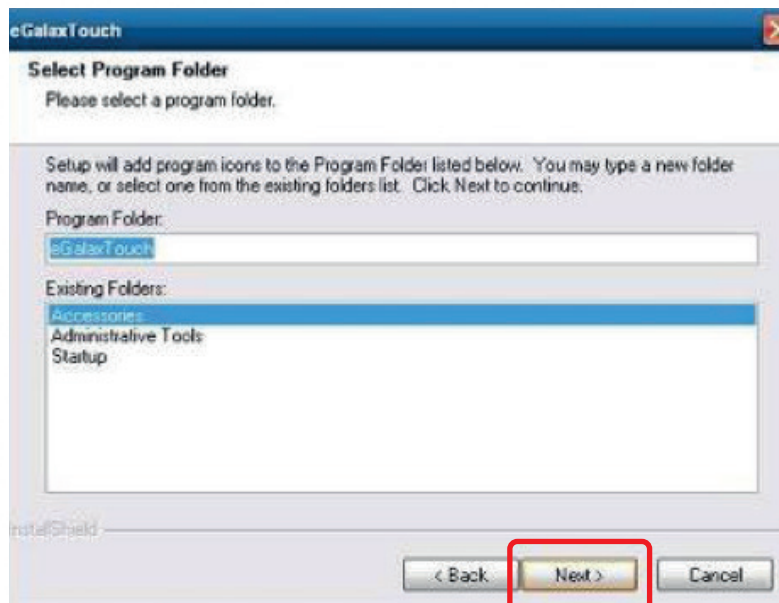 eGalaxTouch
Select Program Folder
Please select a program folder.
Setup will add program icons to the Program Folder listed below. You may type a new folder
name, or select one from the existing folders list. Click Next to continue.
Program Folder:
eGalaxTouch
Existing Folders:
Accessories
Administrative Tools
Startup
InstallShield
< Back
Next >
Cancel